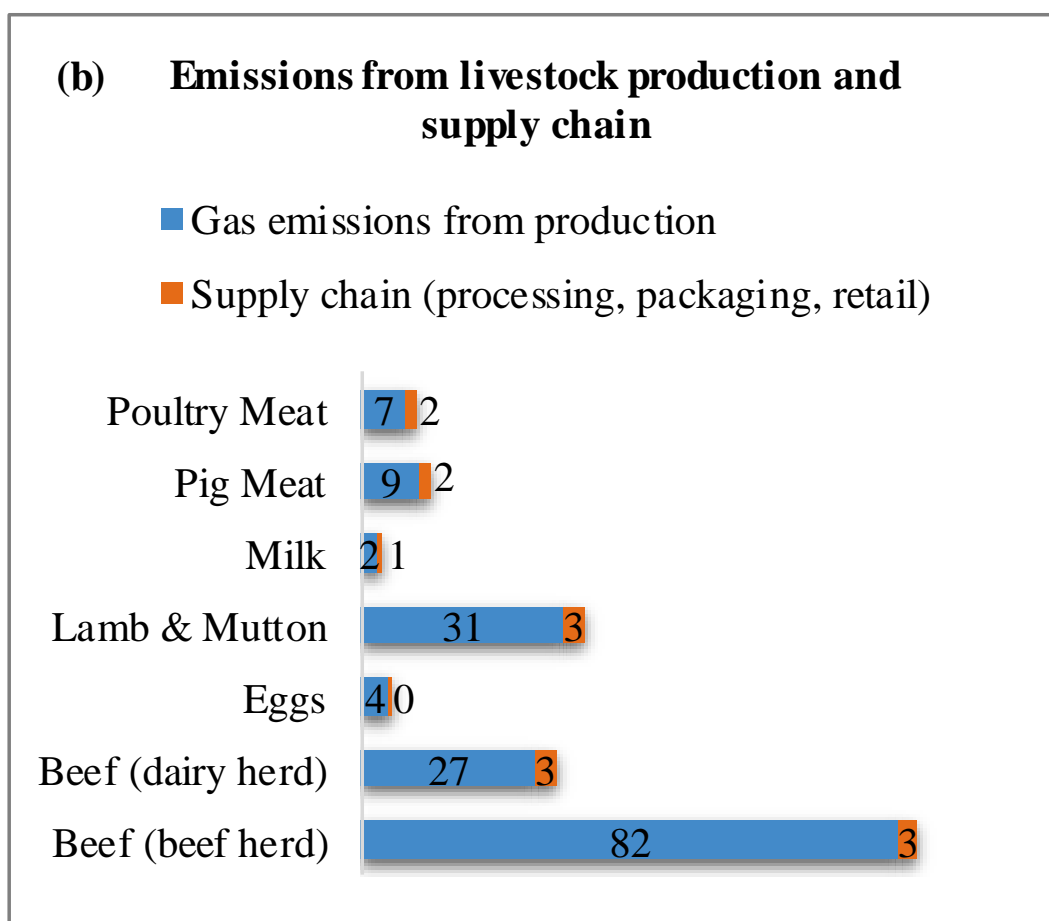 (b) Emissions from livestock production and
supply chain
Gas emissions from production
Supply chain (processing, packaging, retail)
Poultry Meat 7 2
Pig Meat 9 2
Milk 2 1
Lamb & Mutton 31 3
Eggs 4 0
Beef (dairy herd) 27 3
Beef (beef herd) 82 3